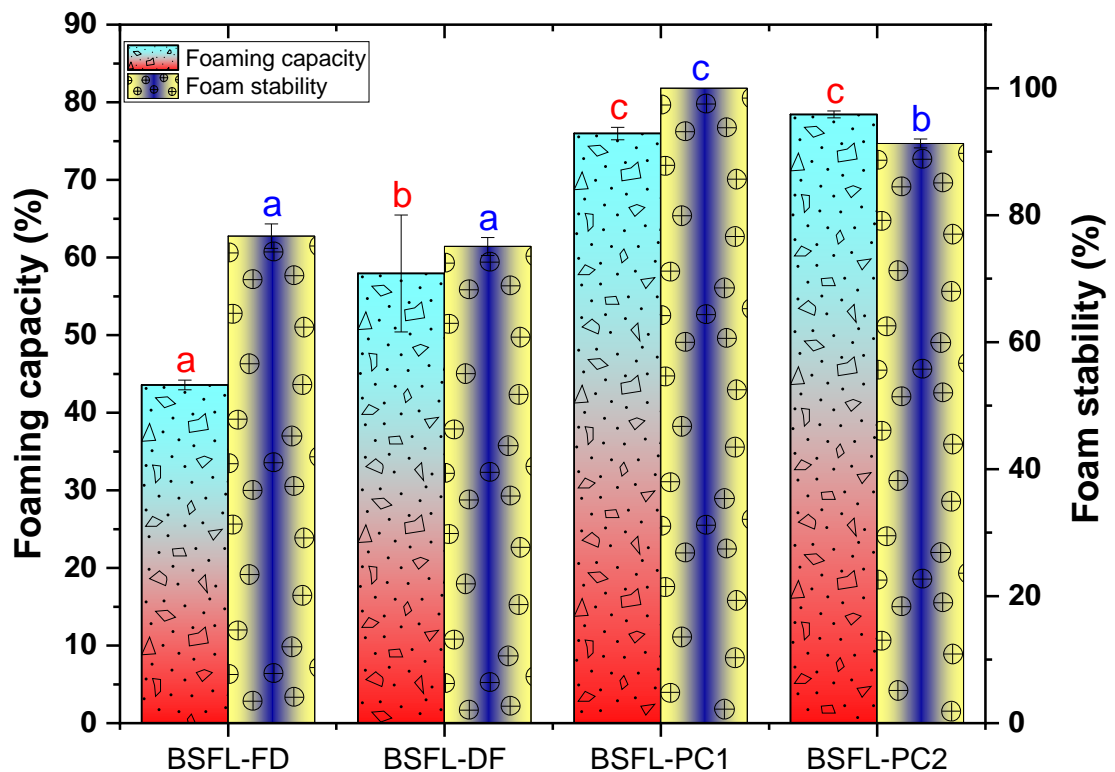 Foaming capacity (%)
90
80
70
60
50
40
30
20
10
0
Foaming capacity
Foam stability
a
a
b
a
c
c
c
b
100
80
60
40
20
0
Foam stability (%)
BSFL-FD
BSFL-DF
BSFL-PC1
BSFL-PC2